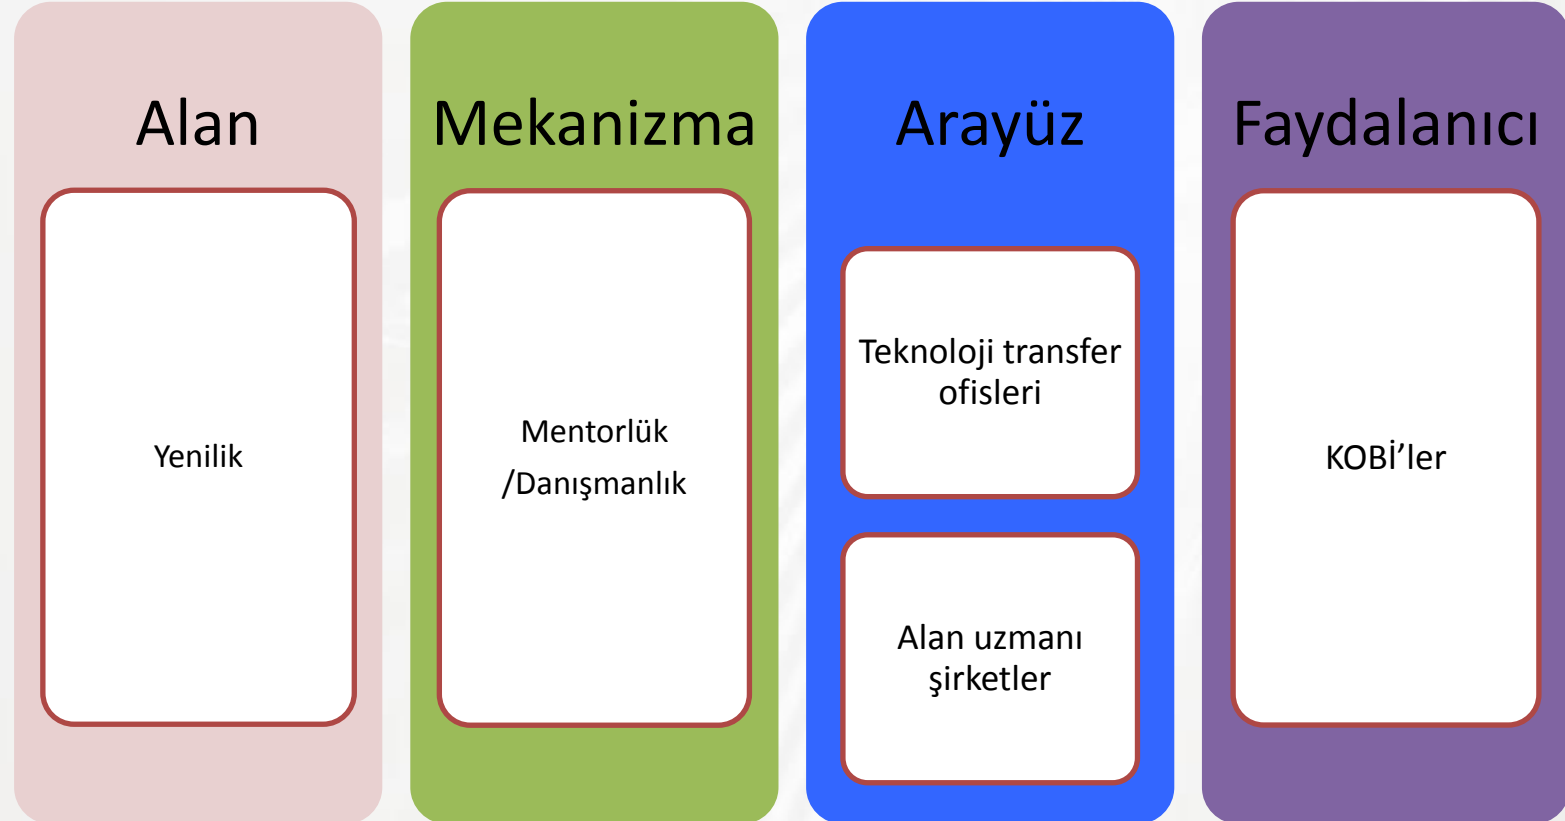 Alan
Yenilik
Mekanizma
Mentorlük
/Danışmanlık
Arayüz
Teknoloji transfer
ofisleri
Alan uzmanı
şirketler
Faydalanıcı
KOBİ’ler